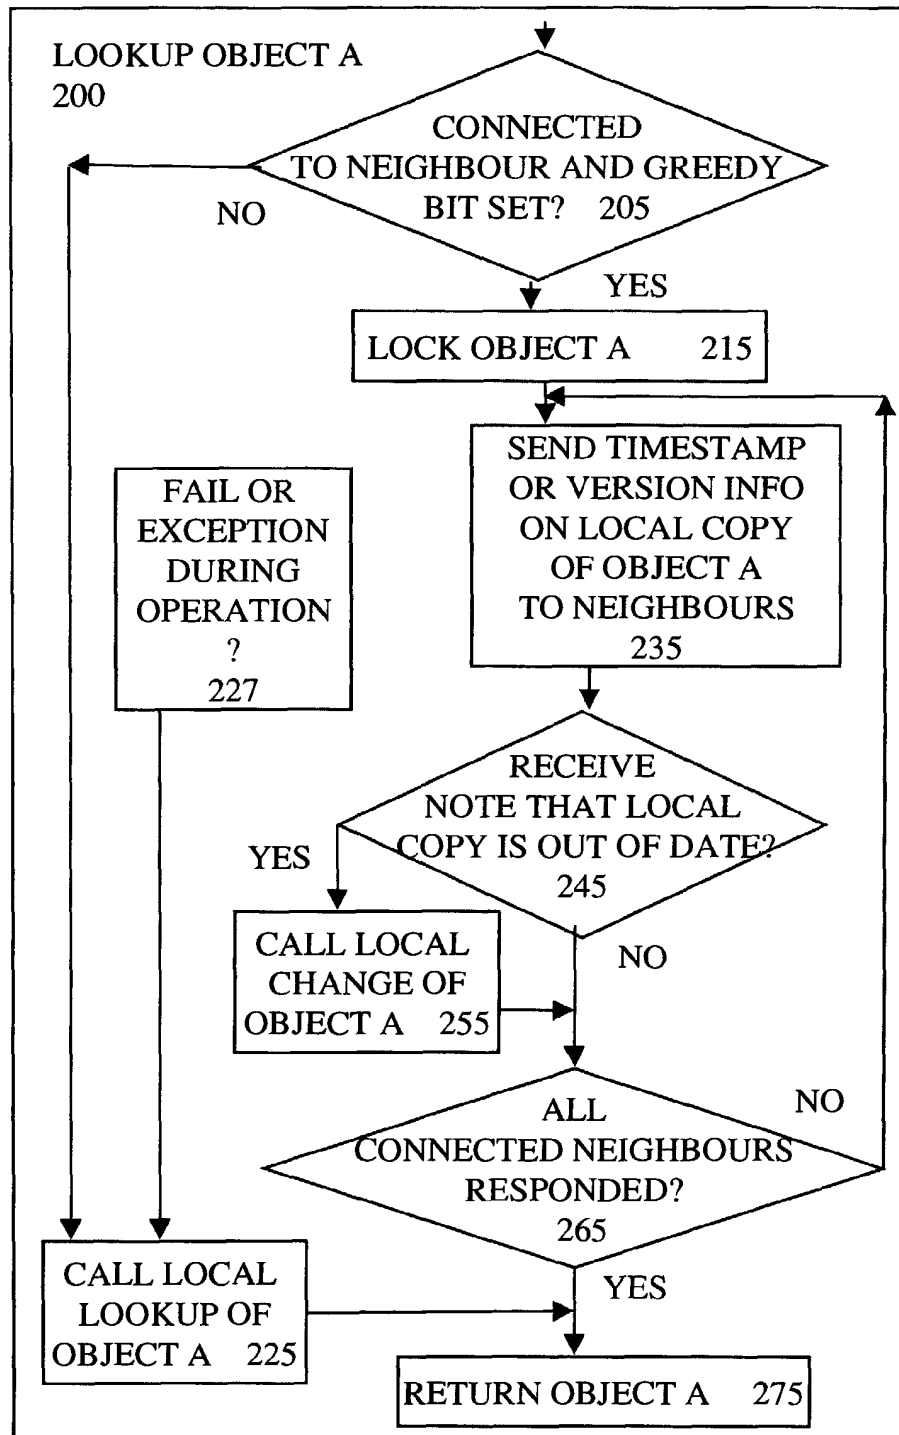 LOOKUP OBJECT A
200
CONNECTED
TO NEIGHBOUR AND GREEDY
BIT SET? 205
NO
YES
LOCK OBJECT A 215
SEND TIMESTAMP
OR VERSION INFO
ON LOCAL COPY
OF OBJECT A
TO NEIGHBOURS
235
FAIL OR
EXCEPTION
DURING
OPERATION
?
227
RECEIVE
NOTE THAT LOCAL
COPY IS OUT OF DATE?
245
YES
NO
CALL LOCAL
CHANGE OF
OBJECT A 255
ALL
CONNECTED NEIGHBOURS
RESPONDED?
265
NO
YES
CALL LOCAL
LOOKUP OF
OBJECT A 225
RETURN OBJECT A 275